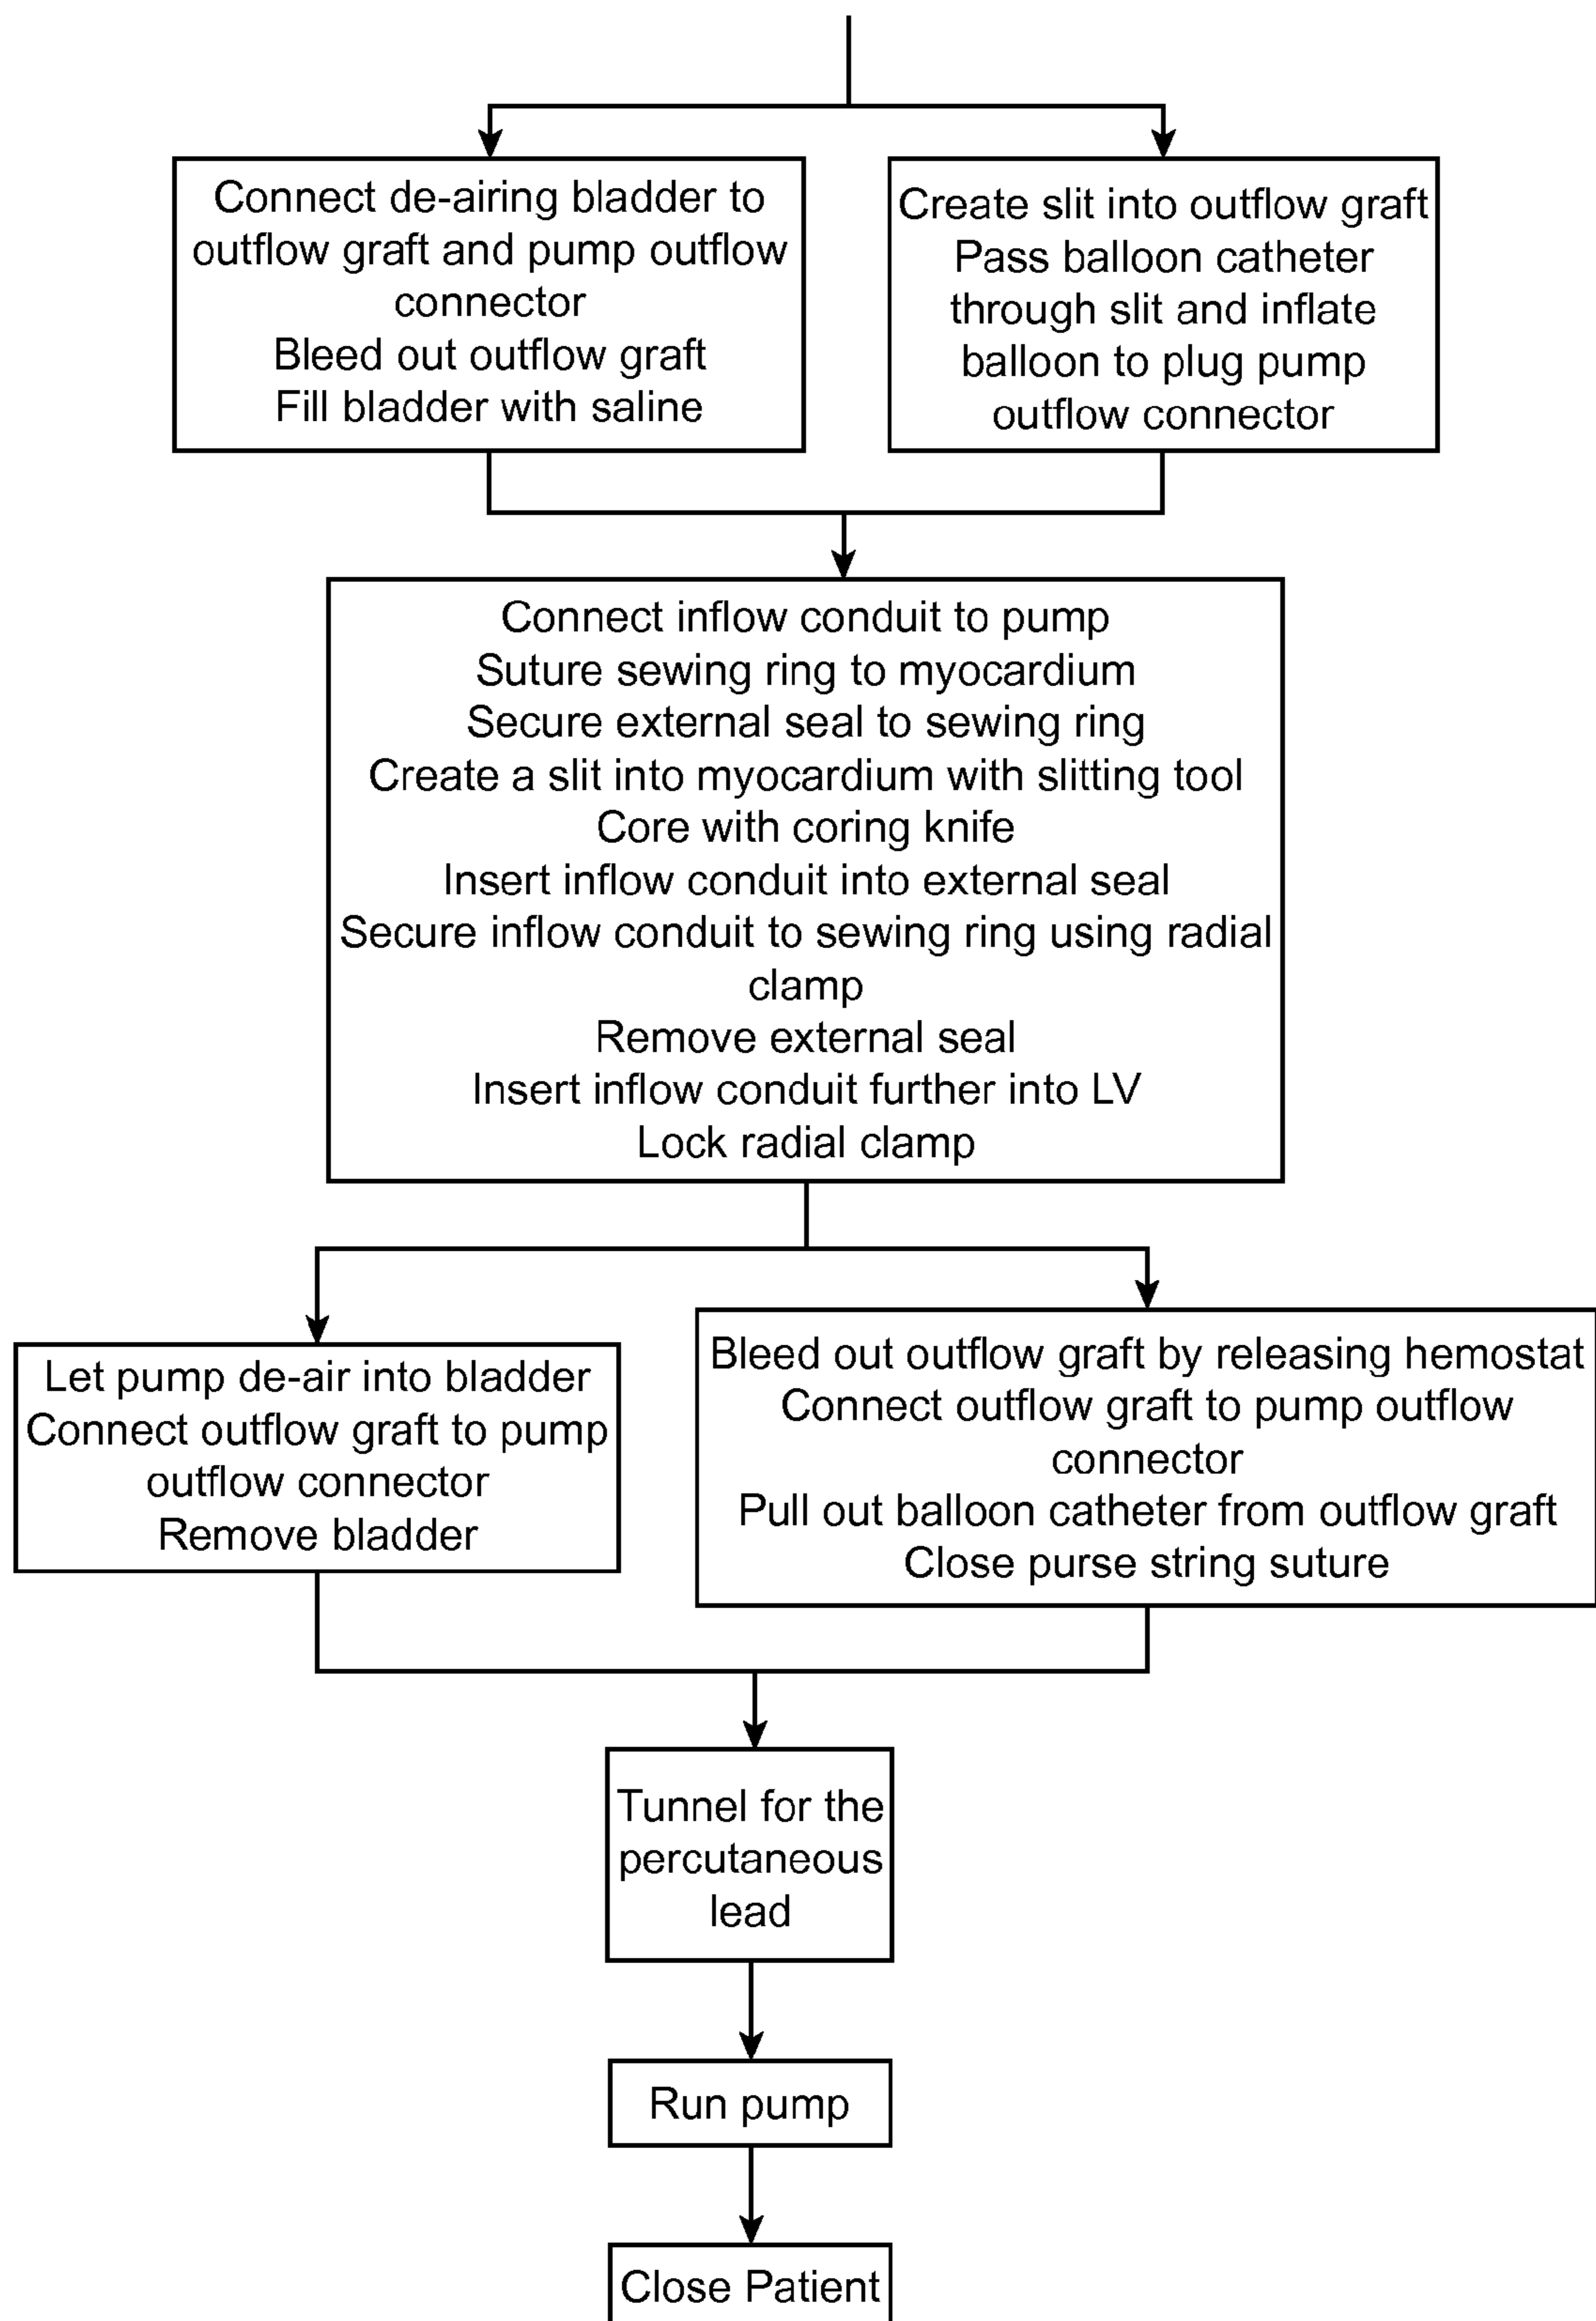 Connect de-airing bladder to
outflow graft and pump outflow
connector
Bleed out outflow graft
Fill bladder with saline
Create slit into outflow graft
Pass balloon catheter
through slit and inflate
balloon to plug pump
outflow connector
Connect inflow conduit to pump
Suture sewing ring to myocardium
Secure external seal to sewing ring
Create a slit into myocardium with slitting tool
Core with coring knife
Insert inflow conduit into external seal
Secure inflow conduit to sewing ring using radial
clamp
Remove external seal
Insert inflow conduit further into LV
Lock radial clamp
Let pump de-air into bladder
Connect outflow graft to pump
outflow connector
Remove bladder
Bleed out outflow graft by releasing hemostat
Connect outflow graft to pump outflow
connector
Pull out balloon catheter from outflow graft
Close purse string suture
Tunnel for the
percutaneous
lead
Run pump
Close Patient